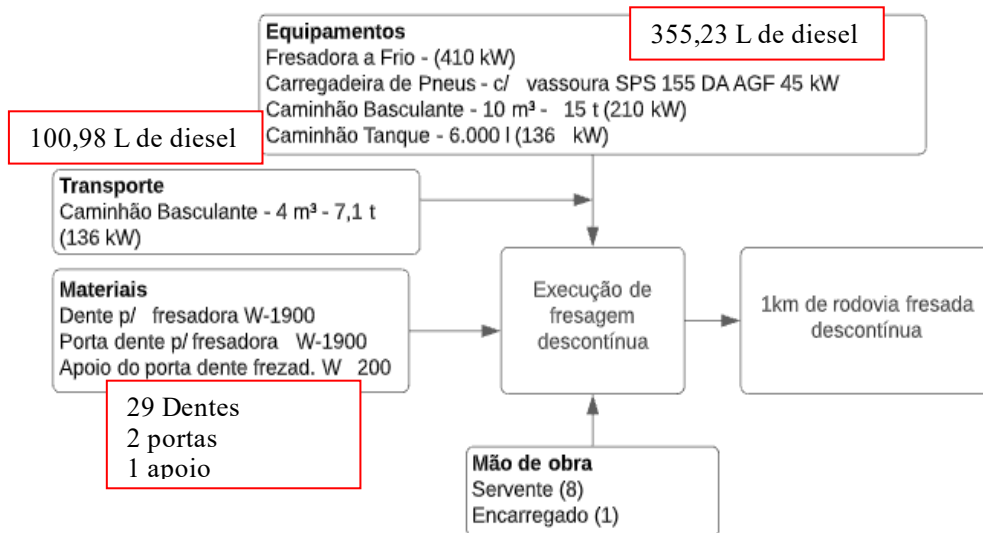 Equipamentos
Fresadora a Frio - (410 kW)
Carregadeira de Pneus - c/ vassoura SPS 155 DA AGF 45 kW
Caminhão Basculante - 10 m³ - 15 t (210 kW)
Caminhão Tanque - 6.000 l (136 kW)
355,23 L de diesel
100,98 L de diesel
Transporte
Caminhão Basculante - 4 m³ - 7,1 t
(136 kW)
Materiais
Dente p/ fresadora W-1900
Porta dente p/ fresadora W-1900
Apoio do porta dente frezad. W 200
29 Dentes
2 portas
1 apoio
Execução de
fresagem
descontínua
1km de rodovia fresada
descontínua
Mão de obra
Servente (8)
Encarregado (1)